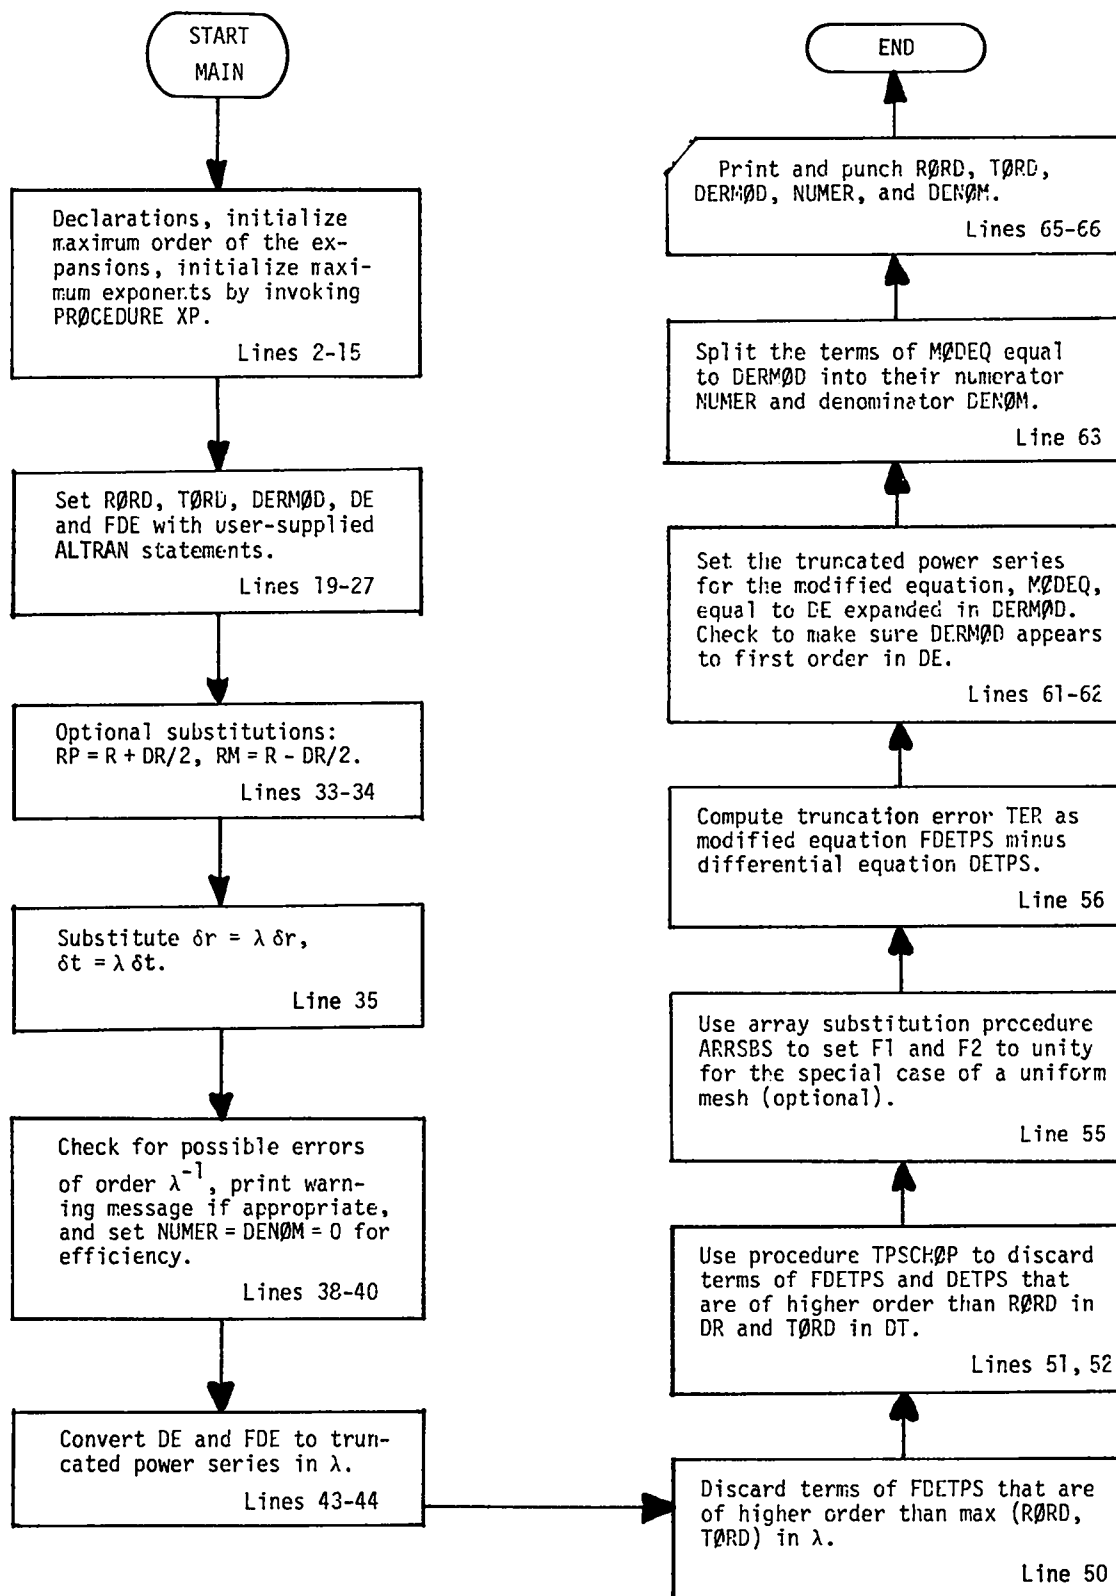 START
MAIN
Declarations, initialize
maximum order of the ex-
pansions, initialize maxi-
mum exponents by invoking
PRØCEDURE XP.
Lines 2-15
Set RØRD, TØRD, DERMØD, DE
and FDE with user-supplied
ALTRAN statements.
Lines 19-27
Optional substitutions:
RP = R + DR/2, RM = R - DR/2.
Lines 33-34
Substitute δr = λ δr,
δt = λ δt.
Line 35
Check for possible errors
of order λ⁻¹, print warn-
ing message if appropriate,
and set NUMER = DENØM = 0 for
efficiency.
Lines 38-40
Convert DE and FDE to trun-
cated power series in λ.
Lines 43-44
END
Print and punch RØRD, TØRD,
DERMØD, NUMER, and DENØM.
Lines 65-66
Split the terms of MØDEQ equal
to DERMØD into their numerator
NUMER and denominator DENØM.
Line 63
Set the truncated power series
for the modified equation, MØDEQ,
equal to DE expanded in DERMØD.
Check to make sure DERMØD appears
to first order in DE.
Lines 61-62
Compute truncation error TER as
modified equation FDETPS minus
differential equation DETPS.
Line 56
Use array substitution procedure
ARRSBS to set F1 and F2 to unity
for the special case of a uniform
mesh (optional).
Line 55
Use procedure TPSCHØP to discard
terms of FDETPS and DETPS that
are of higher order than RØRD in
DR and TØRD in DT.
Lines 51, 52
Discard terms of FDETPS that are
of higher order than max (RØRD,
TØRD) in λ.
Line 50